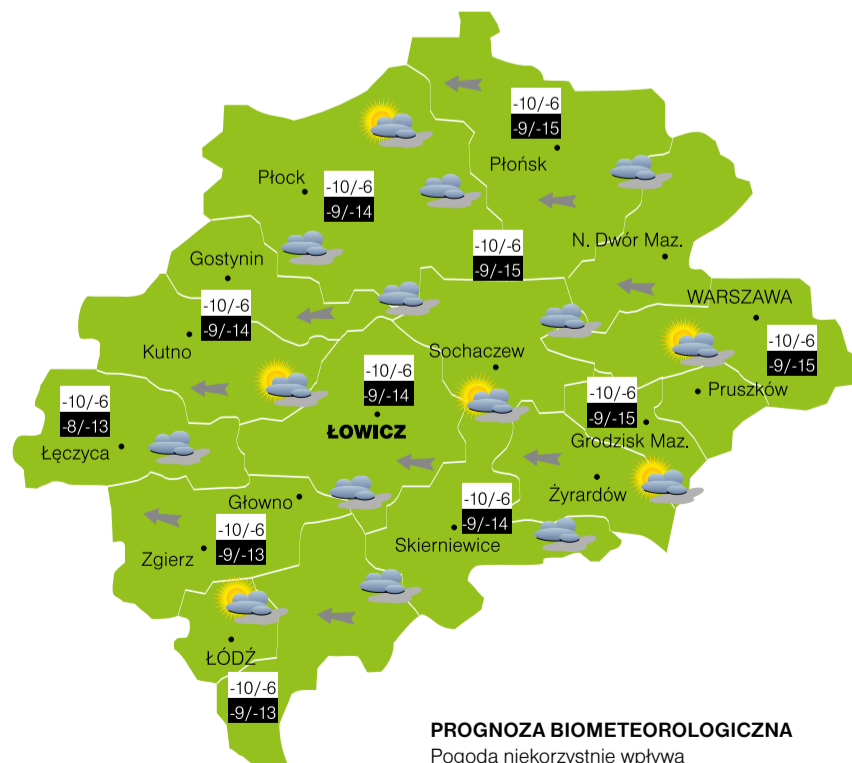 -10/-6
-9/-15
Płońsk
Płock
-10/-6
-9/-14
-10/-6
-9/-15
N. Dwór Maz.
Gostynin
-10/-6
-9/-14
Kutno
WARSZAWA
-10/-6
-9/-15
Sochaczew
-10/-6
-9/-14
ŁOWICZ
-10/-6
-9/-15
Grodzisk Maz.
Pruszków
-10/-6
-8/-13
Łęczyca
Głowno
Żyrardów
-10/-6
-9/-14
Skierniewice
-10/-6
-9/-13
Zgierz
ŁÓDŹ
-10/-6
-9/-13
PROGNOZA BIOMETEOROLOGICZNA
Pogoda niekorzystnie wpływa